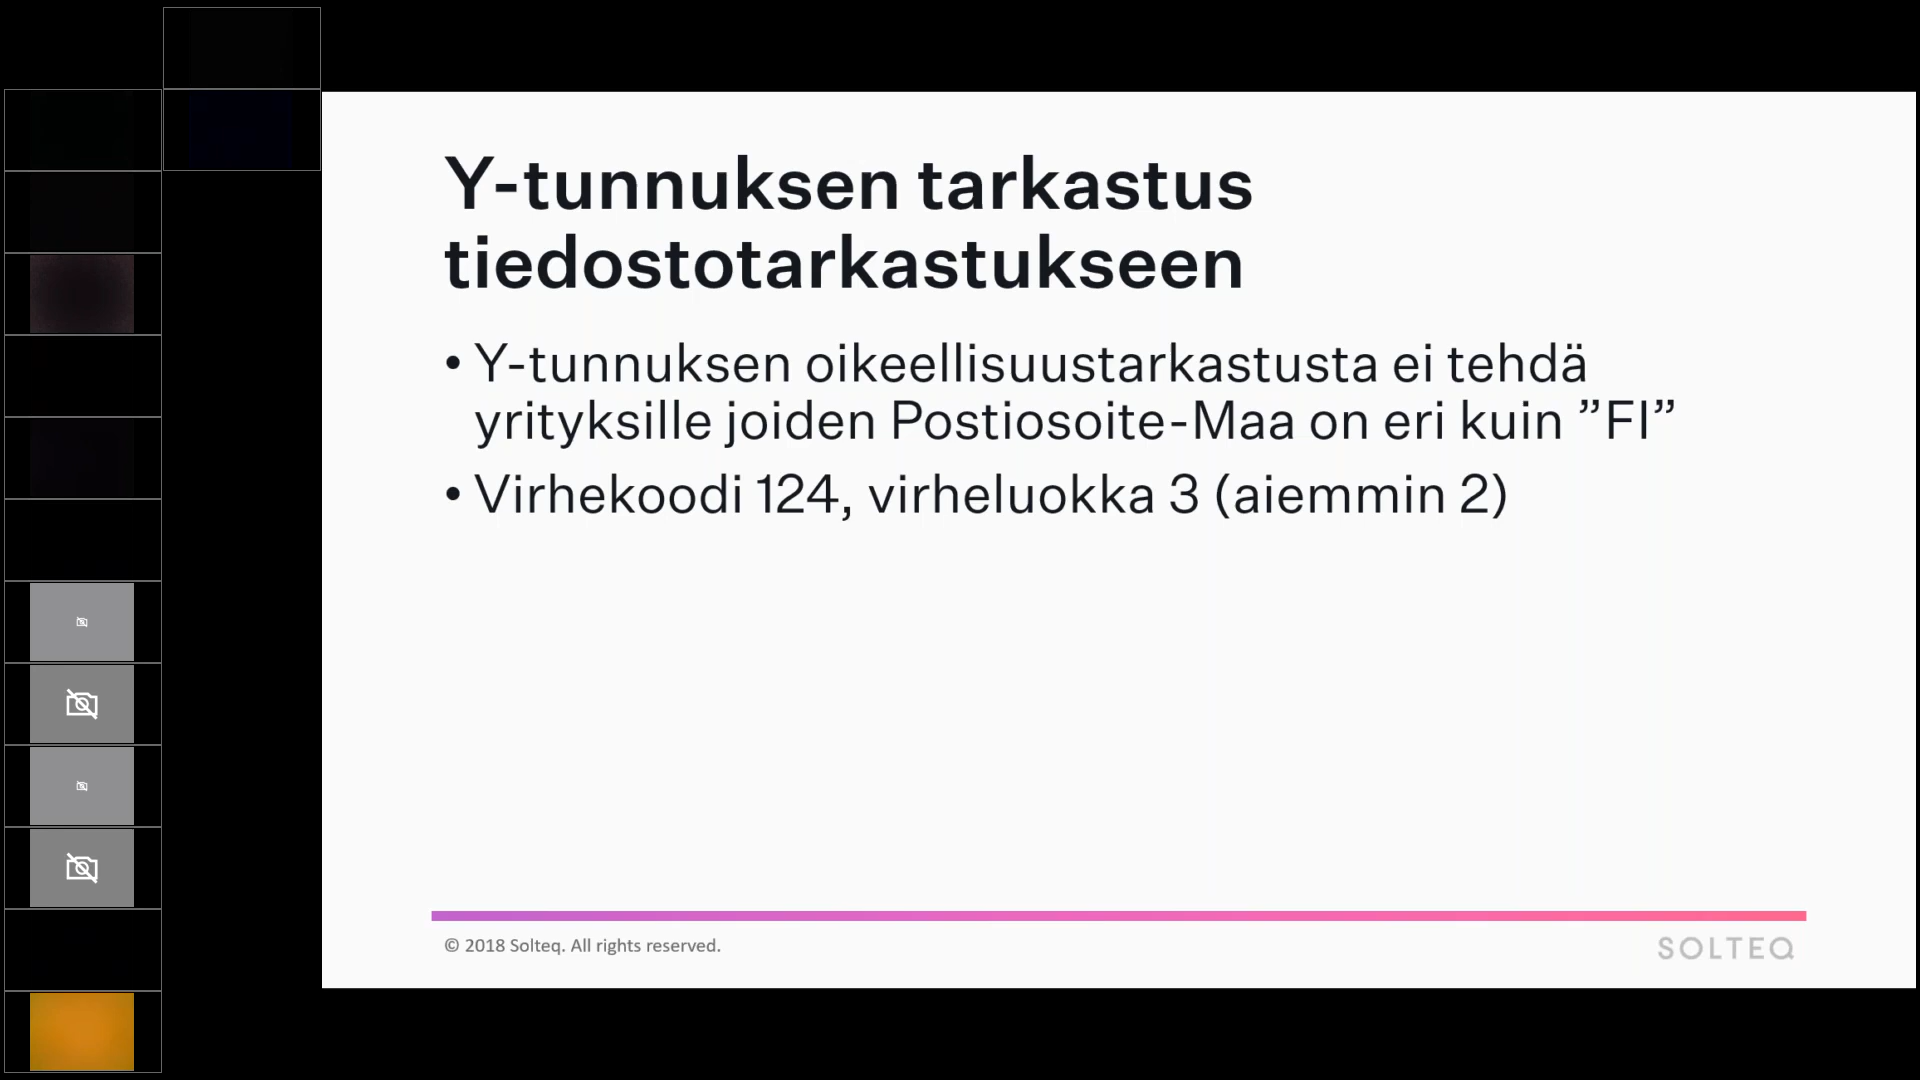 Y-tunnuksen tarkastus
tiedostotarkastukseen
• Y-tunnuksen oikeellisuustarkastusta ei tehdä
yrityksille joiden Postiosoite-Maa on eri kuin ”FI”
• Virhekoodi 124, virheluokka 3 (aiemmin 2)
© 2018 Solteq. All rights reserved.
SOLTEQ